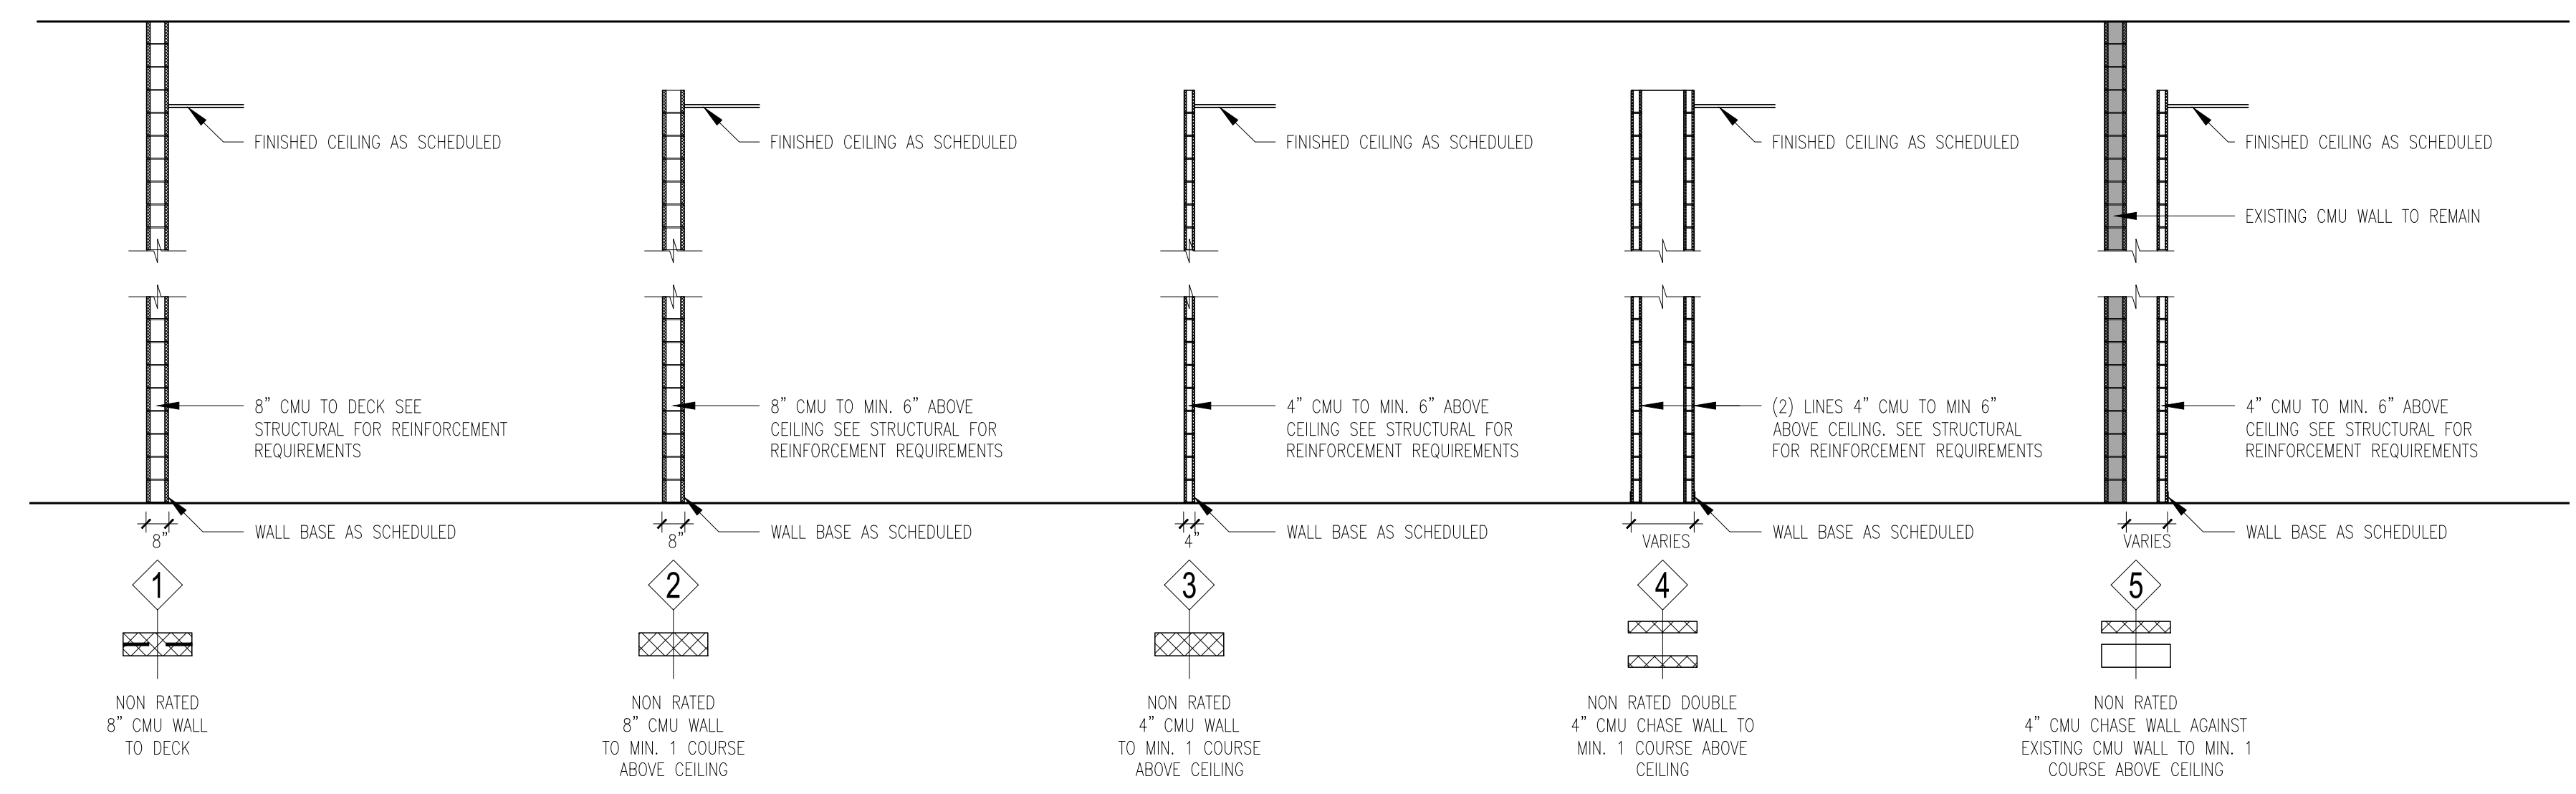 FINISHED CEILING AS SCHEDULED
8” CMU TO DECK SEE
STRUCTURAL FOR REINFORCEMENT
REQUIREMENTS
WALL BASE AS SCHEDULED
8”
1
NON RATED
8” CMU WALL
TO DECK
FINISHED CEILING AS SCHEDULED
8” CMU TO MIN. 6” ABOVE
CEILING SEE STRUCTURAL FOR
REINFORCEMENT REQUIREMENTS
WALL BASE AS SCHEDULED
8”
2
NON RATED
8” CMU WALL
TO MIN. 1 COURSE
ABOVE CEILING
FINISHED CEILING AS SCHEDULED
4” CMU TO MIN. 6” ABOVE
CEILING SEE STRUCTURAL FOR
REINFORCEMENT REQUIREMENTS
WALL BASE AS SCHEDULED
4”
3
NON RATED
4” CMU WALL
TO MIN. 1 COURSE
ABOVE CEILING
FINISHED CEILING AS SCHEDULED
(2) LINES 4” CMU TO MIN 6”
ABOVE CEILING. SEE STRUCTURAL
FOR REINFORCEMENT REQUIREMENTS
WALL BASE AS SCHEDULED
VARIES
4
NON RATED DOUBLE
4” CMU CHASE WALL TO
MIN. 1 COURSE ABOVE
CEILING
FINISHED CEILING AS SCHEDULED
EXISTING CMU WALL TO REMAIN
4” CMU TO MIN. 6” ABOVE
CEILING SEE STRUCTURAL FOR
REINFORCEMENT REQUIREMENTS
WALL BASE AS SCHEDULED
VARIES
5
NON RATED
4” CMU CHASE WALL AGAINST
EXISTING CMU WALL TO MIN. 1
COURSE ABOVE CEILING